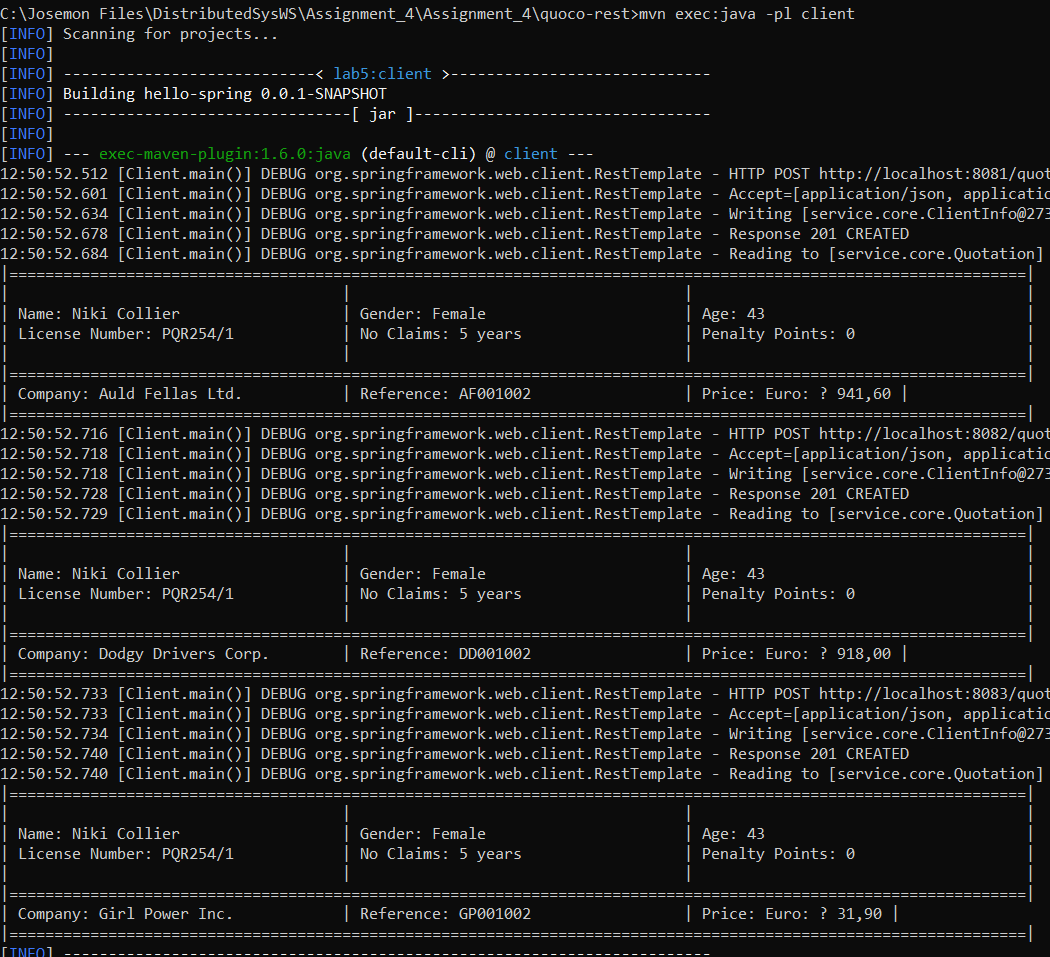 C:\Josemon Files\DistributedSysWS\Assignment_4\Assignment_4\quoco-rest>mvn exec:java -pl client
[INFO] Scanning for projects...
[INFO]
[INFO] ----------------------------< lab5:client >-----------------------------
[INFO] Building hello-spring 0.0.1-SNAPSHOT
[INFO] --------------------------------[ jar ]---------------------------------
[INFO]
[INFO] --- exec-maven-plugin:1.6.0:java (default-cli) @ client ---
12:50:52.512 [Client.main()] DEBUG org.springframework.web.client.RestTemplate - HTTP POST http://localhost:8081/quot
12:50:52.601 [Client.main()] DEBUG org.springframework.web.client.RestTemplate - Accept=[application/json, applicatio
12:50:52.634 [Client.main()] DEBUG org.springframework.web.client.RestTemplate - Writing [service.core.ClientInfo@273
12:50:52.678 [Client.main()] DEBUG org.springframework.web.client.RestTemplate - Response 201 CREATED
12:50:52.684 [Client.main()] DEBUG org.springframework.web.client.RestTemplate - Reading to [service.core.Quotation]
|=================================================================================================================|
| | | |
| Name: Niki Collier | Gender: Female | Age: 43 |
| License Number: PQR254/1 | No Claims: 5 years | Penalty Points: 0 |
| | | |
|=================================================================================================================|
| Company: Auld Fellas Ltd. | Reference: AF001002 | Price: Euro: ? 941,60 |
|=================================================================================================================|
12:50:52.716 [Client.main()] DEBUG org.springframework.web.client.RestTemplate - HTTP POST http://localhost:8082/quot
12:50:52.718 [Client.main()] DEBUG org.springframework.web.client.RestTemplate - Accept=[application/json, applicatio
12:50:52.718 [Client.main()] DEBUG org.springframework.web.client.RestTemplate - Writing [service.core.ClientInfo@273
12:50:52.728 [Client.main()] DEBUG org.springframework.web.client.RestTemplate - Response 201 CREATED
12:50:52.729 [Client.main()] DEBUG org.springframework.web.client.RestTemplate - Reading to [service.core.Quotation]
|=================================================================================================================|
| | | |
| Name: Niki Collier | Gender: Female | Age: 43 |
| License Number: PQR254/1 | No Claims: 5 years | Penalty Points: 0 |
| | | |
|=================================================================================================================|
| Company: Dodgy Drivers Corp. | Reference: DD001002 | Price: Euro: ? 918,00 |
|=================================================================================================================|
12:50:52.733 [Client.main()] DEBUG org.springframework.web.client.RestTemplate - HTTP POST http://localhost:8083/quot
12:50:52.733 [Client.main()] DEBUG org.springframework.web.client.RestTemplate - Accept=[application/json, applicatio
12:50:52.734 [Client.main()] DEBUG org.springframework.web.client.RestTemplate - Writing [service.core.ClientInfo@273
12:50:52.740 [Client.main()] DEBUG org.springframework.web.client.RestTemplate - Response 201 CREATED
12:50:52.740 [Client.main()] DEBUG org.springframework.web.client.RestTemplate - Reading to [service.core.Quotation]
|=================================================================================================================|
| | | |
| Name: Niki Collier | Gender: Female | Age: 43 |
| License Number: PQR254/1 | No Claims: 5 years | Penalty Points: 0 |
| | | |
|=================================================================================================================|
| Company: Girl Power Inc. | Reference: GP001002 | Price: Euro: ? 31,90 |
|=================================================================================================================|
[INFO] ------------------------------------------------------------------------